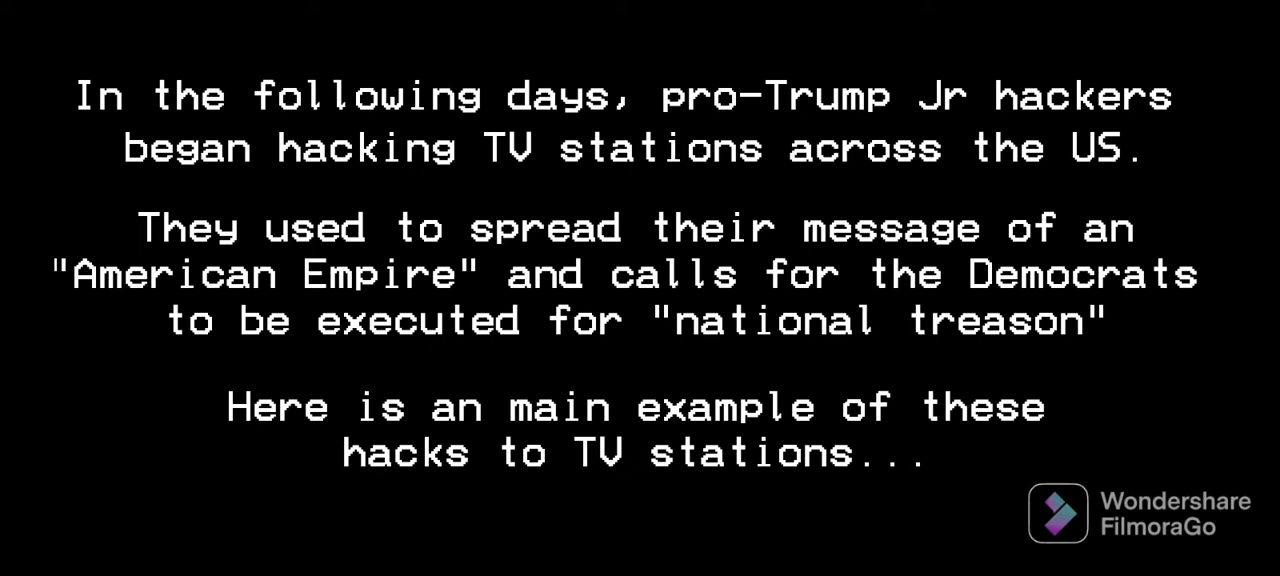 In the following days, pro-Trump Jr hackers
began hacking TV stations across the US.
They used to spread their message of an
"American Empire" and calls for the Democrats
to be executed for "national treason"
Here is an main example of these
hacks to TV stations...
Wondershare
FilmoraGo